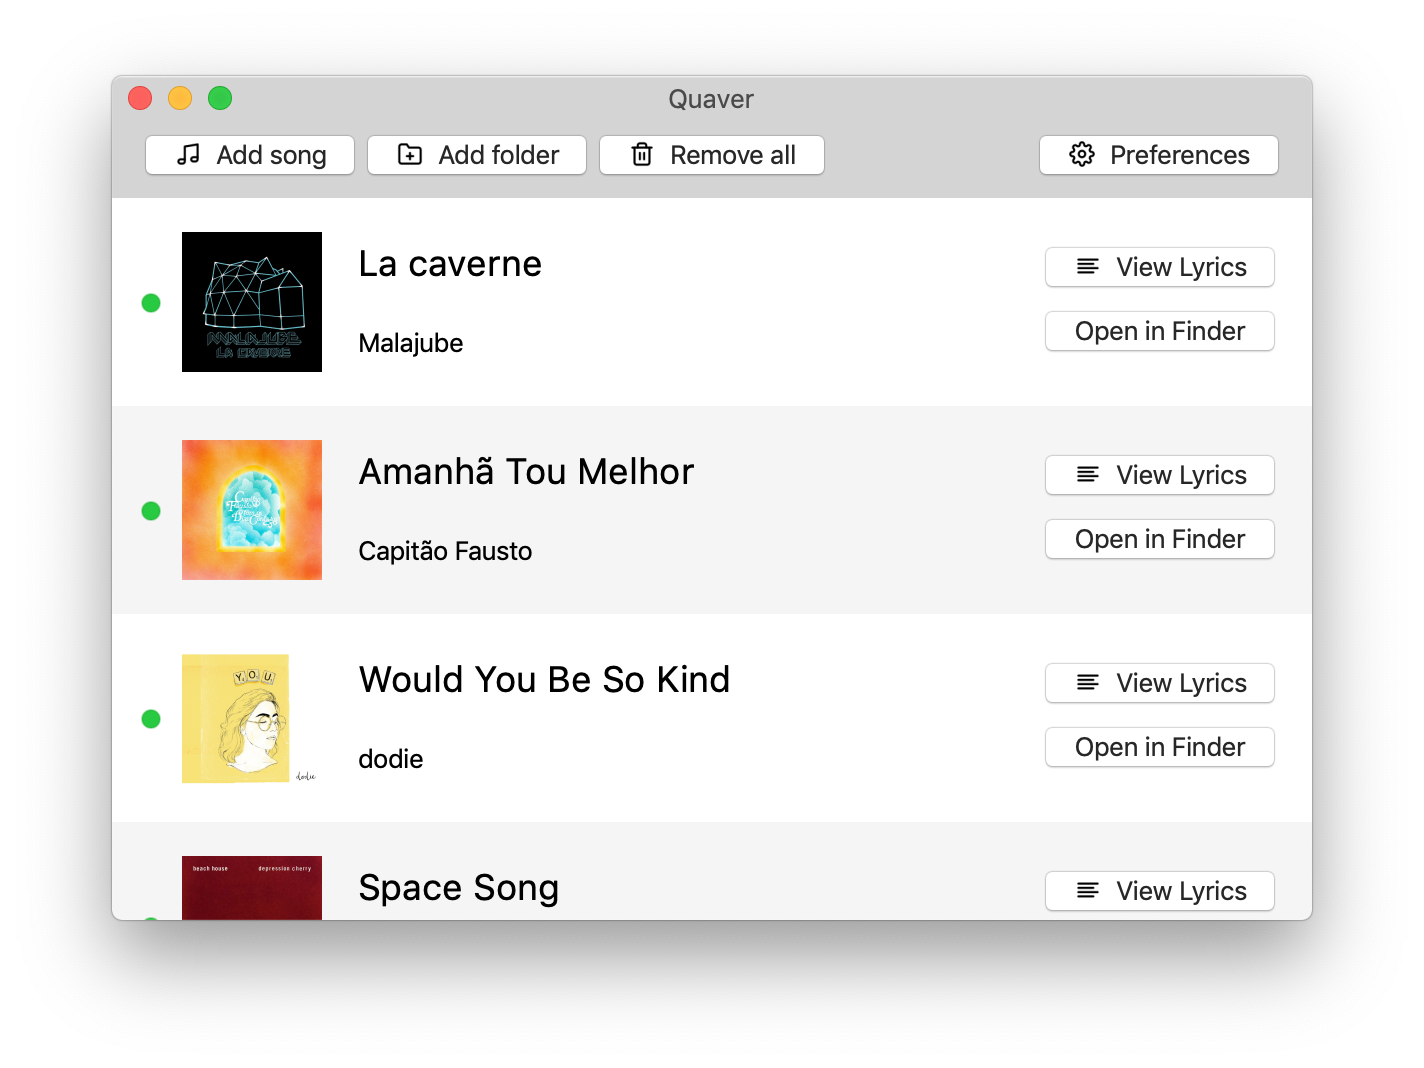 Quaver
Add song
Add folder
Remove all
Preferences
MALAJUBE
LA CAVERNE
La caverne
Malajube
View Lyrics
Open in Finder
Amanhã Tou Melhor
Capitão Fausto
View Lyrics
Open in Finder
Y O U
dodie
Would You Be So Kind
dodie
View Lyrics
Open in Finder
beach house depression cherry
Space Song
View Lyrics